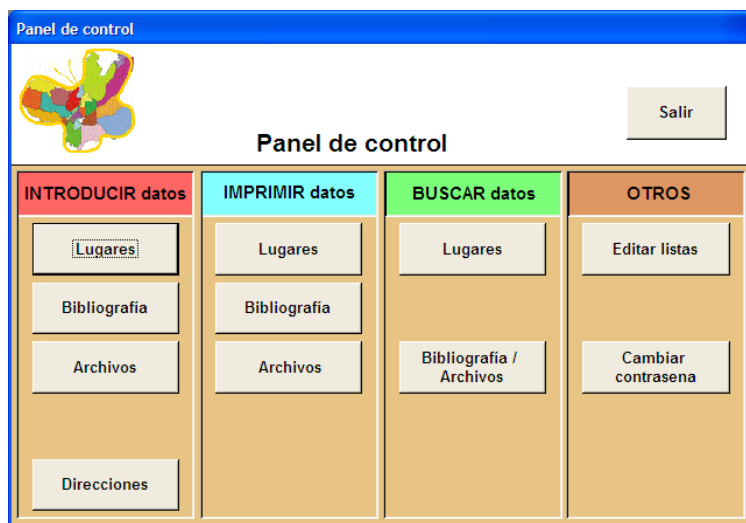 Panel de control
Salir
Panel de control
INTRODUCIR datos
IMPRIMIR datos
BUSCAR datos
OTROS
Lugares
Lugares
Lugares
Editar listas
Bibliografía
Bibliografía
Archivos
Archivos
Bibliografía /
Archivos
Cambiar
contrasena
Direcciones